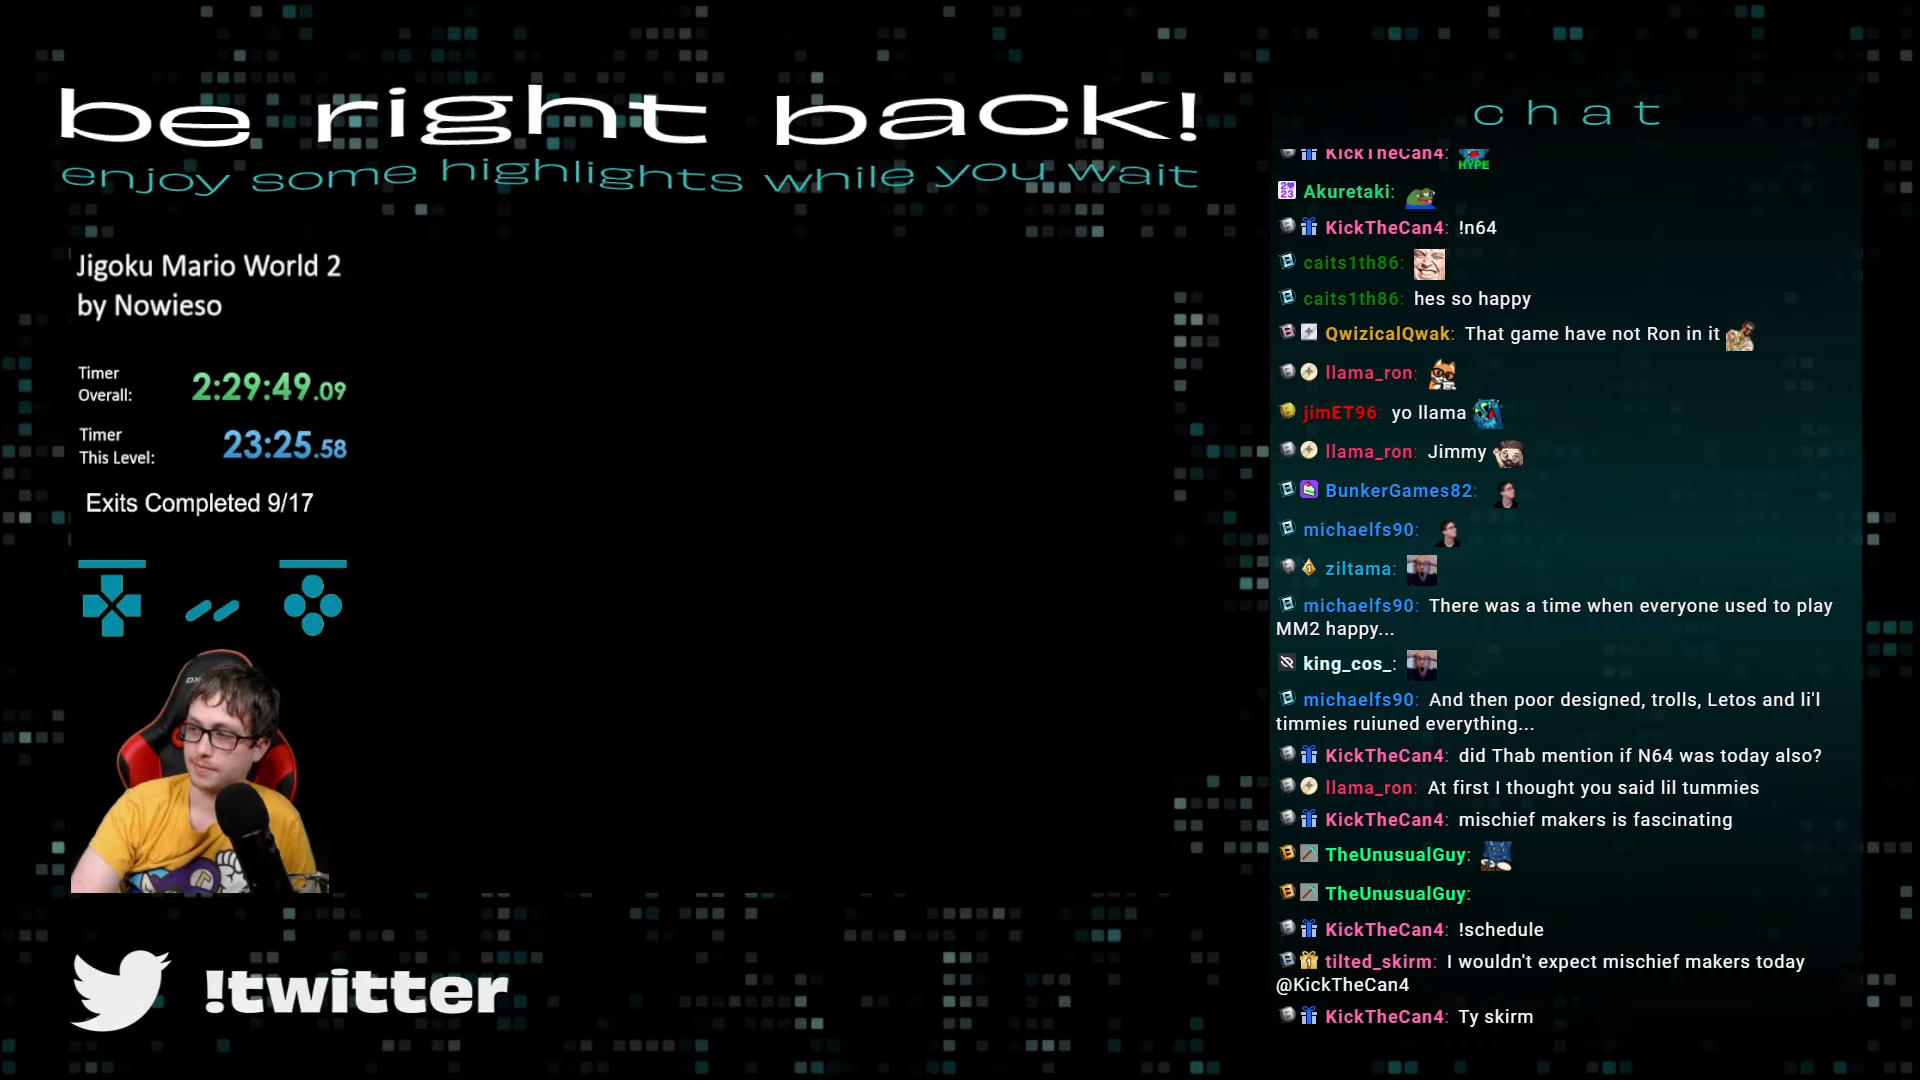 be right back!
enjoy some highlights while you wait
Jigoku Mario World 2
by Nowieso
Timer
Overall:
2:29:49.09
Timer
This Level:
23:25.58
Exits Completed 9/17
!twitter
chat
KickTheCan4: HYPE
Akuretaki:
KickTheCan4: !n64
caits1th86:
caits1th86: hes so happy
QwizicalQwak: That game have not Ron in it
llama_ron:
jimET96: yo llama
llama_ron: Jimmy
BunkerGames82:
michaelfs90:
ziltama:
michaelfs90: There was a time when everyone used to play
MM2 happy...
king_cos_:
michaelfs90: And then poor designed, trolls, Letos and li'l
timmies ruiuned everything...
KickTheCan4: did Thab mention if N64 was today also?
llama_ron: At first I thought you said lil tummies
KickTheCan4: mischief makers is fascinating
TheUnusualGuy:
TheUnusualGuy:
KickTheCan4: !schedule
tilted_skirm: I wouldn't expect mischief makers today
@KickTheCan4
KickTheCan4: Ty skirm